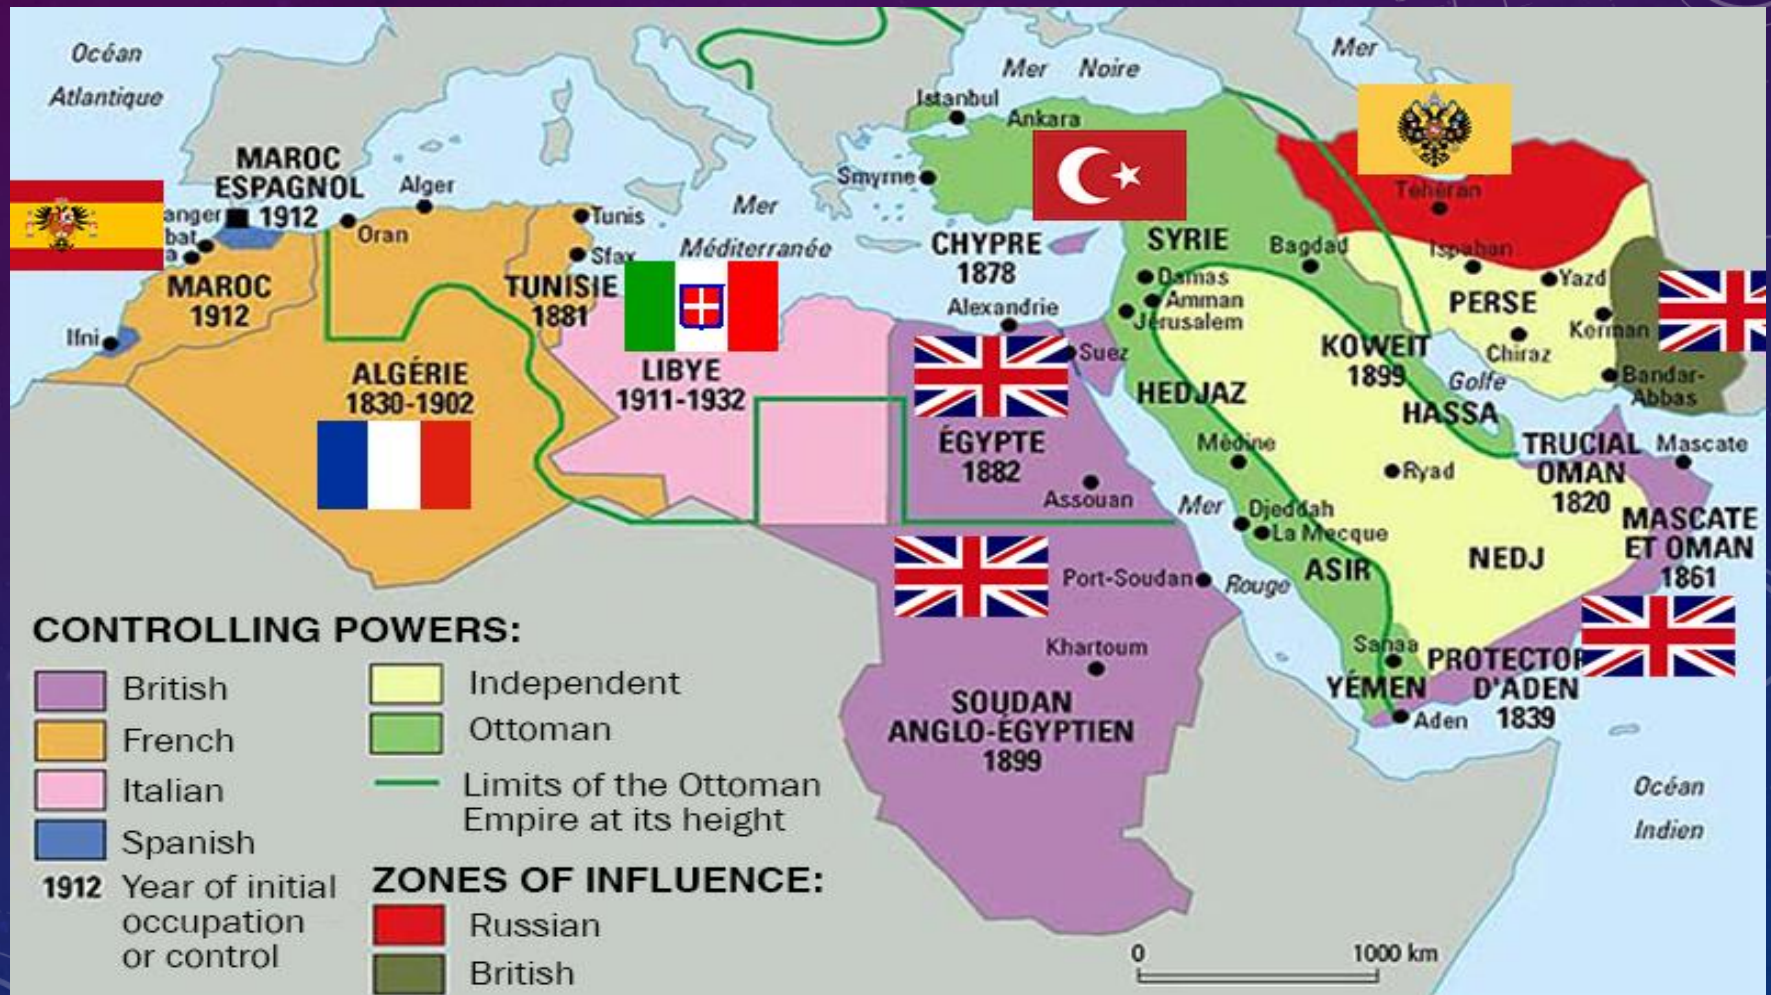 Océan
Atlantique
Mer
Mer Noire
Istanbul
Ankara
MAROC
ESPAGNOL
1912
Alger
Smyrne
Téhéran
anger
Oran
Tunis
Mer
Méditerranée
bat
a
Sfax
CHYPRE
1878
SYRIE
Bagdad
Ispahan
MAROC
1912
TUNISIE
1881
Damas
Amman
Jérusalem
Yazd
PERSE
Alexandrie
Kerman
Ifni
Suez
KOWEIT
1899
Chiraz
ALGÉRIE
1830-1902
LIBYE
1911-1932
HEDJAZ
Golfe
Bandar-
Abbas
HASSA
ÉGYPTE
1882
Médine
TRUCIAL
OMAN
1820
Mascate
Ryad
Assouan
Mer
Rouge
Djeddah
La Mecque
MASCATE
ET OMAN
1861
NEDJ
ASIR
Port-Soudan
Khartoum
Sanaa
YÉMEN
PROTECTOR
D'ADEN
1839
Aden
SOUDAN
ANGLO-ÉGYPTIEN
1899
Océan
Indien
CONTROLLING POWERS:
British
French
Italian
Spanish
1912 Year of initial
occupation
or control
Independent
Ottoman
Limits of the Ottoman
Empire at its height
ZONES OF INFLUENCE:
Russian
British
0 1000 km